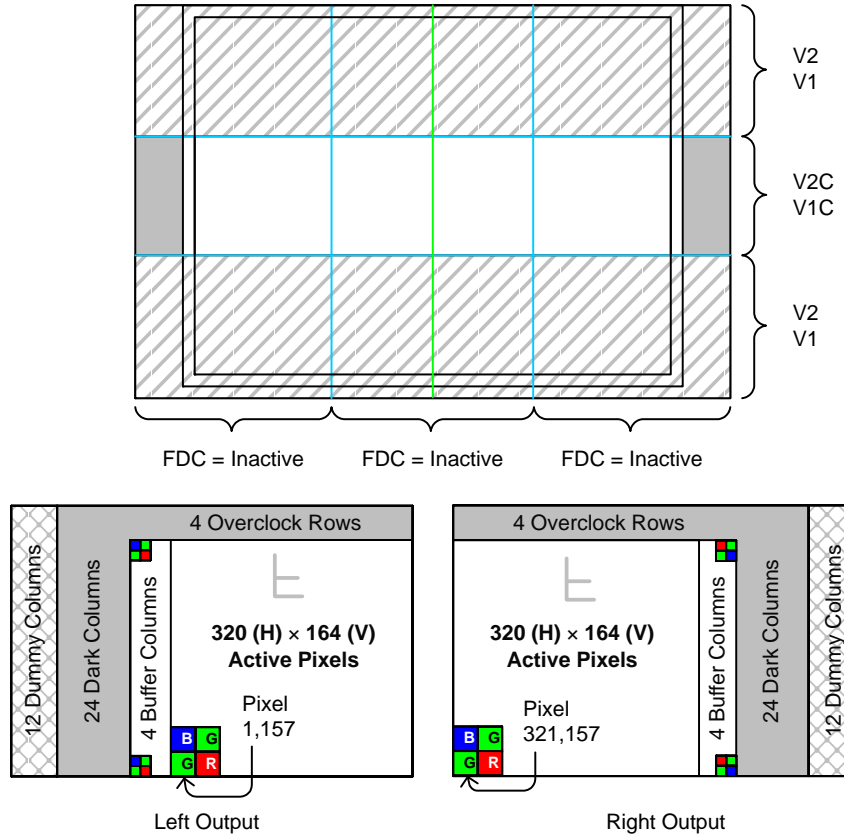 V2
V1
V2C
V1C
V2
V1
FDC = Inactive
FDC = Inactive
FDC = Inactive
12 Dummy Columns
24 Dark Columns
4 Overclock Rows
4 Buffer Columns
320 (H) × 164 (V)
Active Pixels
Pixel
1,157
B G
G R
Left Output
4 Overclock Rows
320 (H) × 164 (V)
Active Pixels
Pixel
321,157
B G
G R
4 Buffer Columns
24 Dark Columns
12 Dummy Columns
Right Output